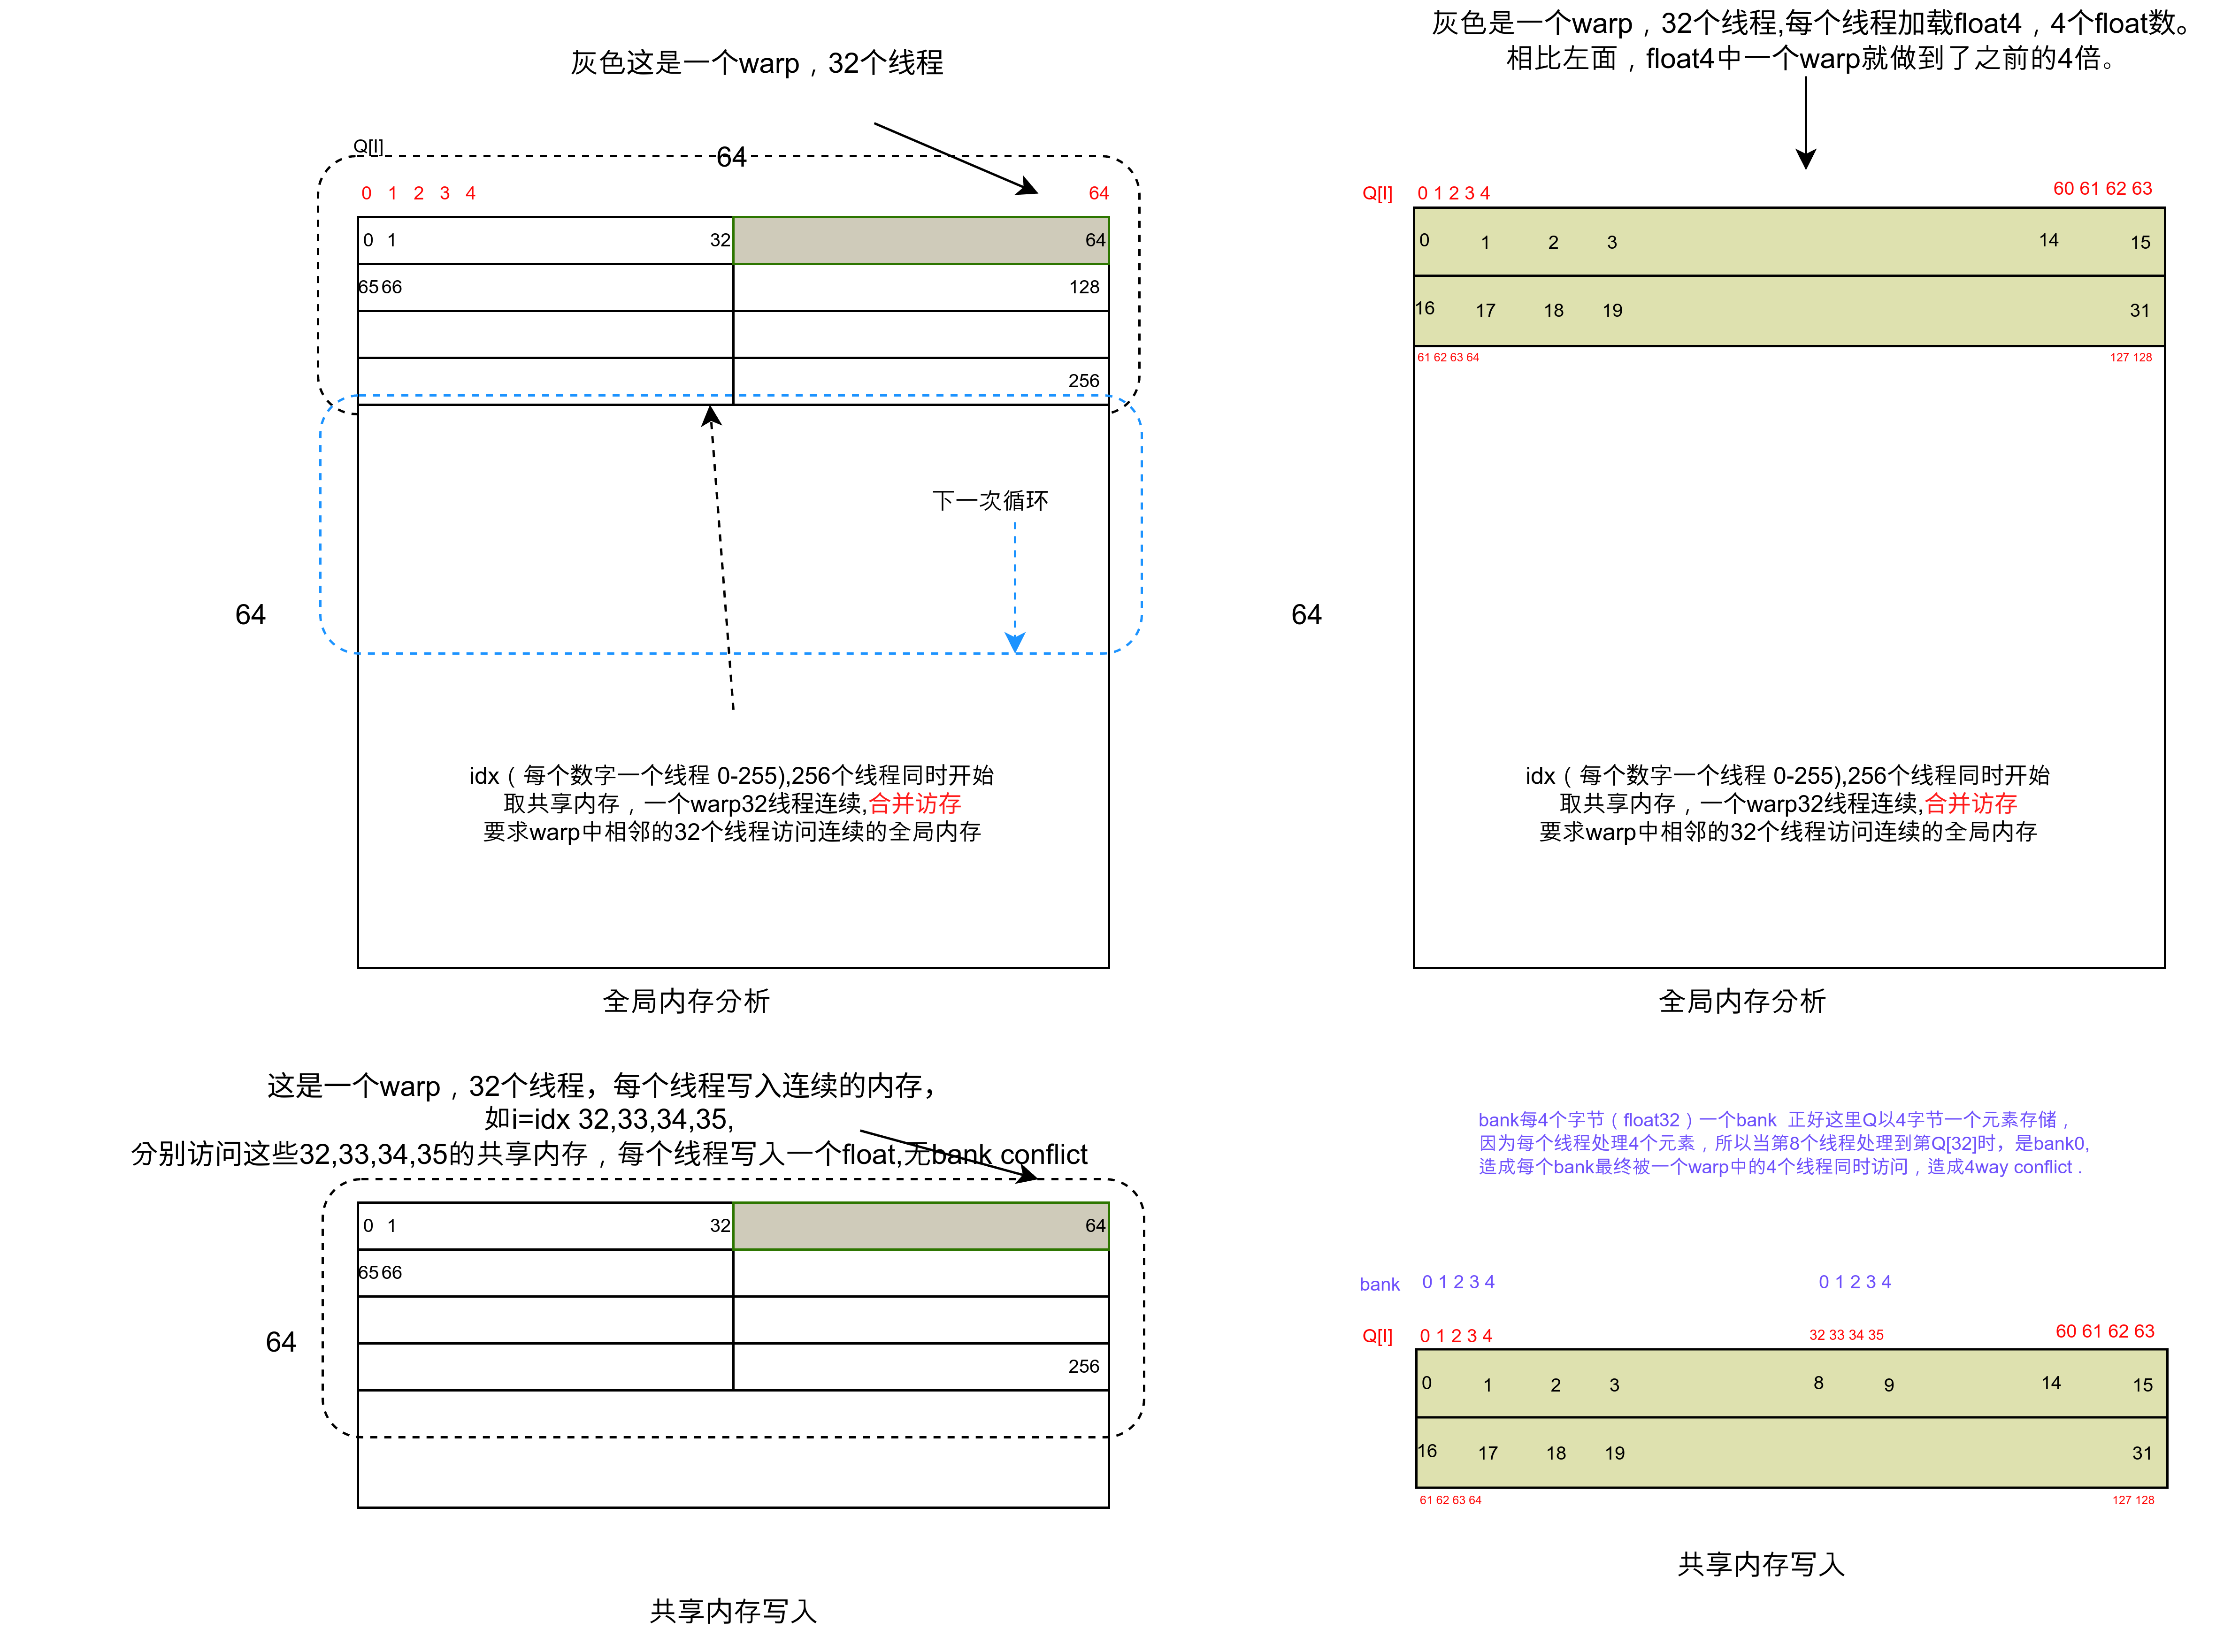 灰色这是一个warp，32个线程
Q[I]
64
0 1 2 3 4
64
0 1
32
64
65 66
128
256
下一次循环
64
idx（每个数字一个线程 0-255),256个线程同时开始
取共享内存，一个warp32线程连续,合并访存
要求warp中相邻的32个线程访问连续的全局内存
全局内存分析
灰色是一个warp，32个线程,每个线程加载float4，4个float数。
相比左面，float4中一个warp就做到了之前的4倍。
Q[I]
0 1 2 3 4
60 61 62 63
0 1 2 3 14 15
16 17 18 19 31
61 62 63 64
127 128
64
idx（每个数字一个线程 0-255),256个线程同时开始
取共享内存，一个warp32线程连续,合并访存
要求warp中相邻的32个线程访问连续的全局内存
全局内存分析
这是一个warp，32个线程，每个线程写入连续的内存，
如i=idx 32,33,34,35,
分别访问这些32,33,34,35的共享内存，每个线程写入一个float,无bank conflict
0 1
32
64
65 66
64
256
共享内存写入
bank每4个字节（float32）一个bank 正好这里Q以4字节一个元素存储，
因为每个线程处理4个元素，所以当第8个线程处理到第Q[32]时，是bank0,
造成每个bank最终被一个warp中的4个线程同时访问，造成4way conflict .
bank
0 1 2 3 4
0 1 2 3 4
Q[I]
0 1 2 3 4
32 33 34 35
60 61 62 63
0 1 2 3 8 9 14 15
16 17 18 19 31
61 62 63 64
127 128
共享内存写入